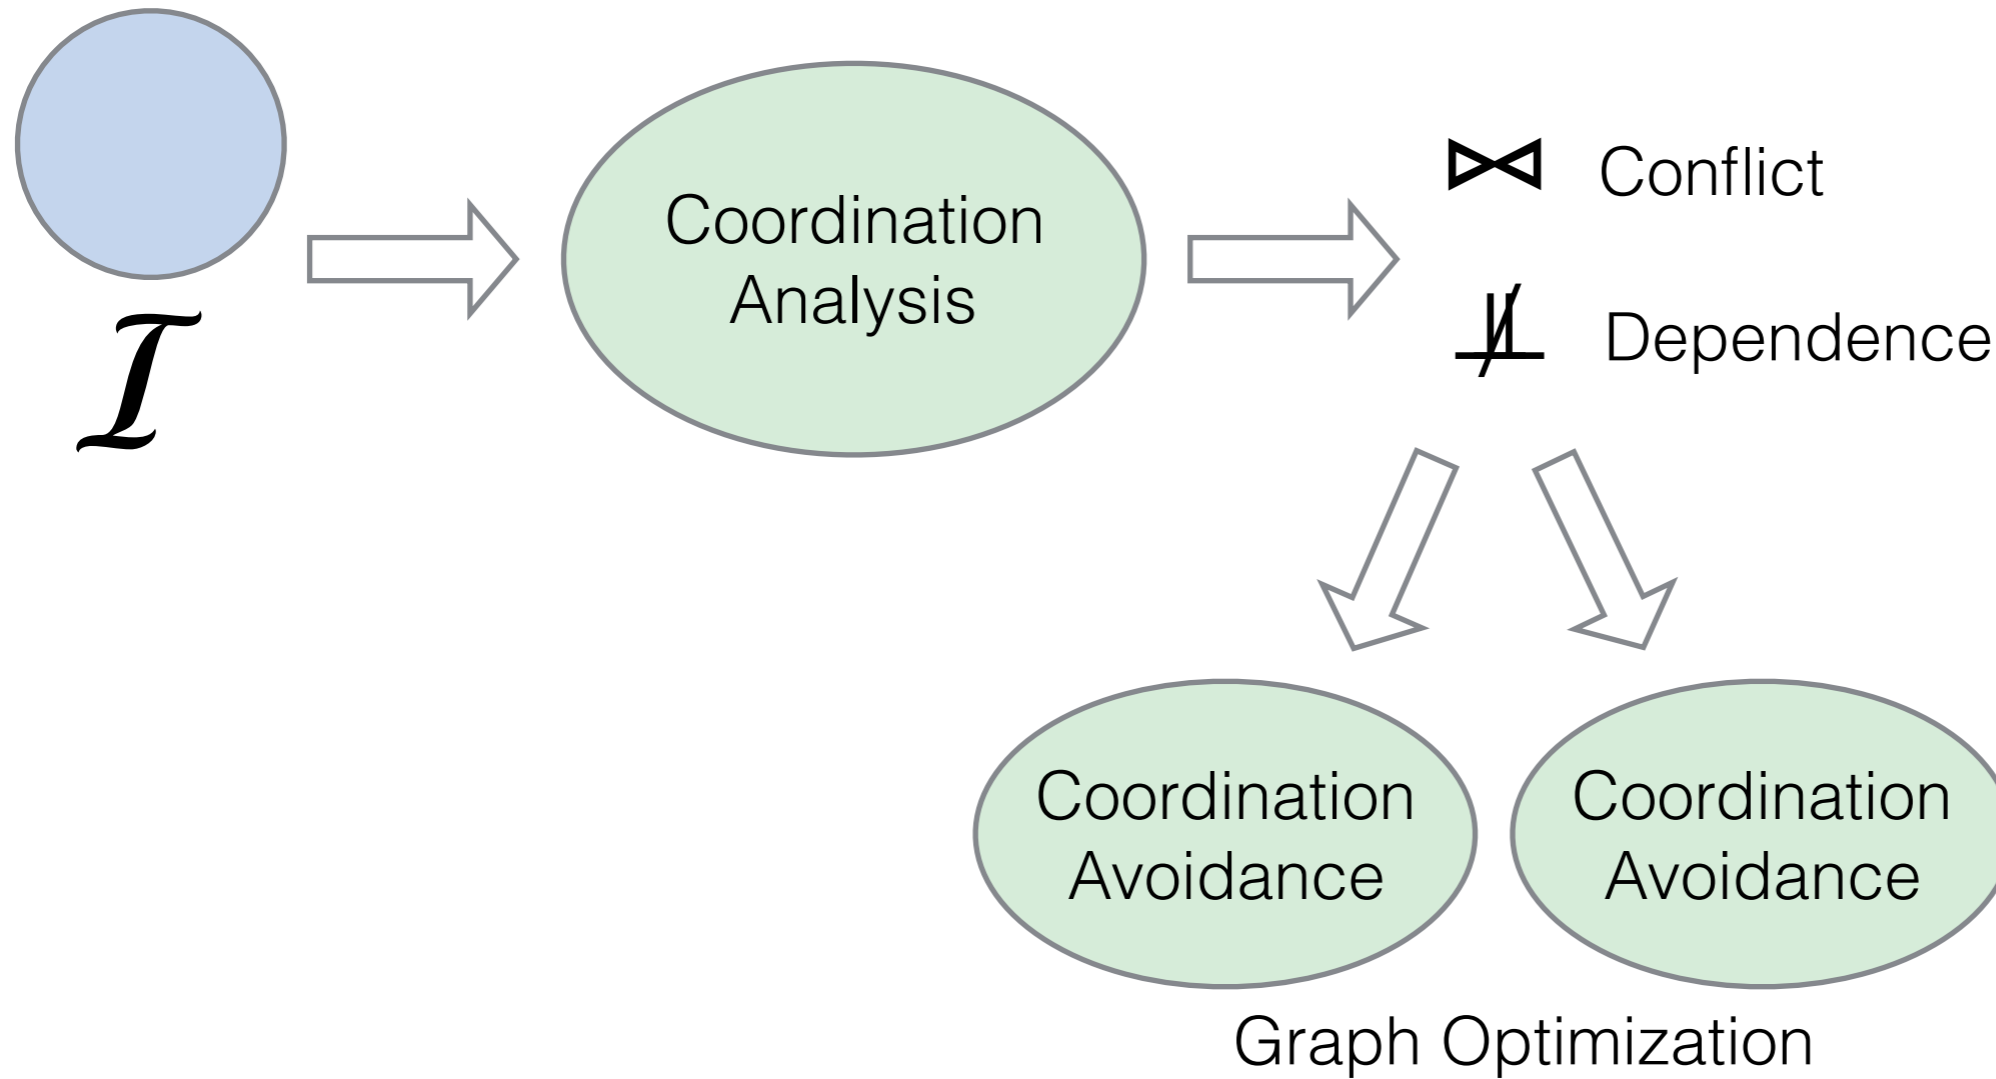 ℐ
Coordination
Analysis
⋈ Conflict
⫫̸ Dependence
Coordination
Avoidance
Coordination
Avoidance
Graph Optimization